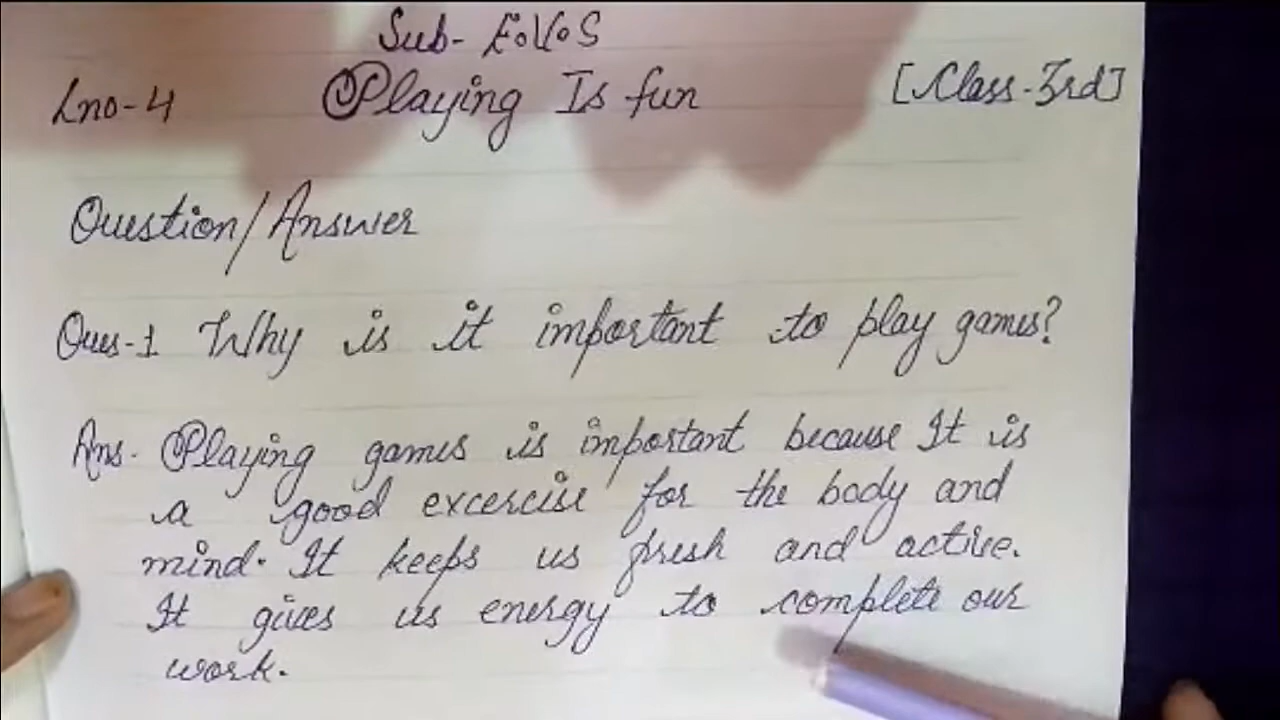 Sub- E.V.S
Lno-4 Playing Is fun [Class-3rd]
Question/Answer
Ques-1 Why is it important to play games?
Ans- Playing games is important because It is
a good excercise for the body and
mind. It keeps us fresh and active.
It gives us energy to complete our
work.